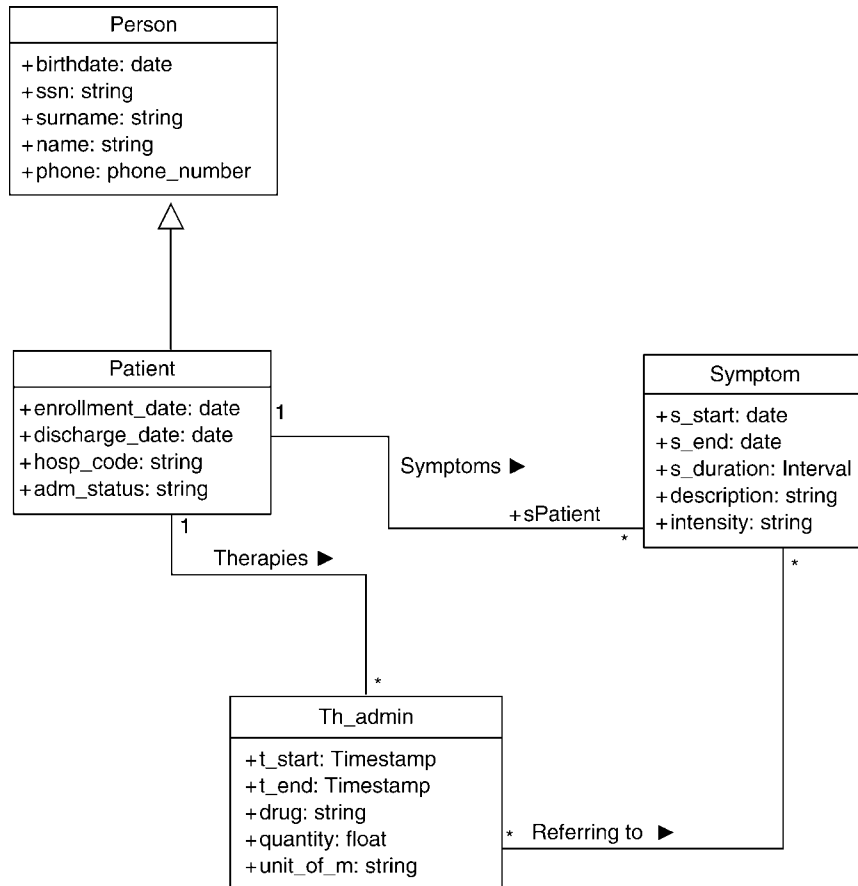 Person
+birthdate: date
+ssn: string
+surname: string
+name: string
+phone: phone_number
Patient
+enrollment_date: date
+discharge_date: date
+hosp_code: string
+adm_status: string
1
Symptoms ►
+sPatient
*
Symptom
+s_start: date
+s_end: date
+s_duration: Interval
+description: string
+intensity: string
*
1
Therapies ►
*
Th_admin
+t_start: Timestamp
+t_end: Timestamp
+drug: string
+quantity: float
+unit_of_m: string
* Referring to ►